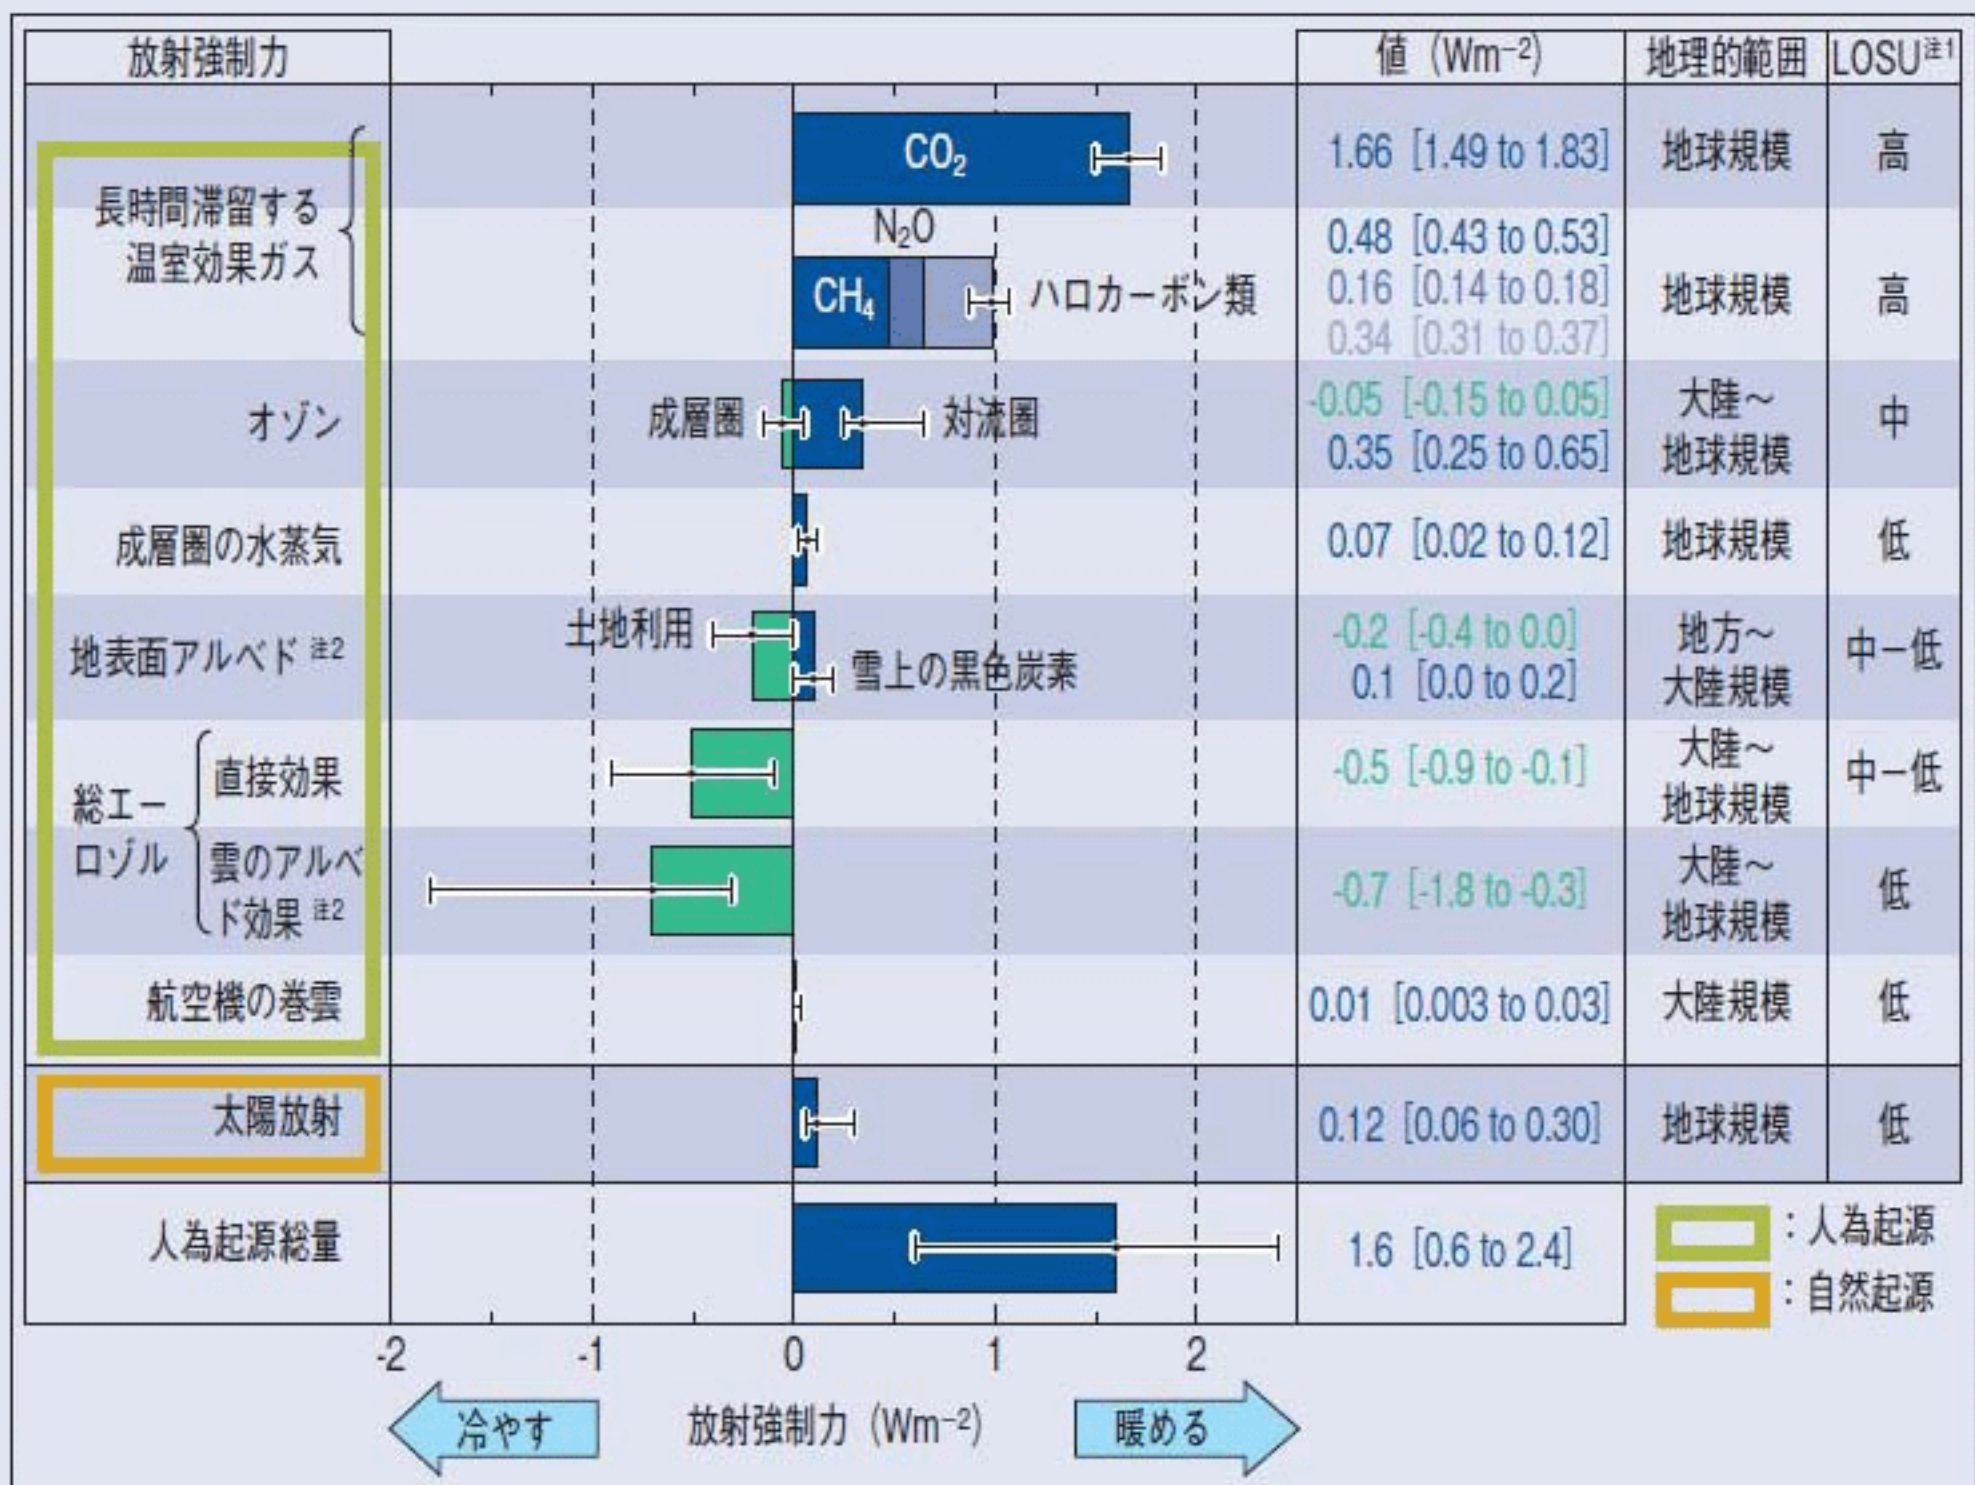 放射強制力
値（Wm⁻²）
地理的範囲
LOSU注1
長時間滞留する
温室効果ガス
CO₂
1.66 [1.49 to 1.83]
地球規模
高
N₂O
CH₄
ハロカーボン類
0.48 [0.43 to 0.53]
0.16 [0.14 to 0.18]
0.34 [0.31 to 0.37]
地球規模
高
オゾン
成層圏
対流圏
-0.05 [-0.15 to 0.05]
0.35 [0.25 to 0.65]
大陸～
地球規模
中
成層圏の水蒸気
0.07 [0.02 to 0.12]
地球規模
低
地表面アルベド 注2
土地利用
雪上の黒色炭素
-0.2 [-0.4 to 0.0]
0.1 [0.0 to 0.2]
地方～
大陸規模
中－低
総エー
ロゾル
直接効果
-0.5 [-0.9 to -0.1]
大陸～
地球規模
中－低
雲のアルベ
ド効果 注2
-0.7 [-1.8 to -0.3]
大陸～
地球規模
低
航空機の巻雲
0.01 [0.003 to 0.03]
大陸規模
低
太陽放射
0.12 [0.06 to 0.30]
地球規模
低
人為起源総量
1.6 [0.6 to 2.4]
：人為起源
：自然起源
-2 -1 0 1 2
冷やす
放射強制力（Wm⁻²）
暖める